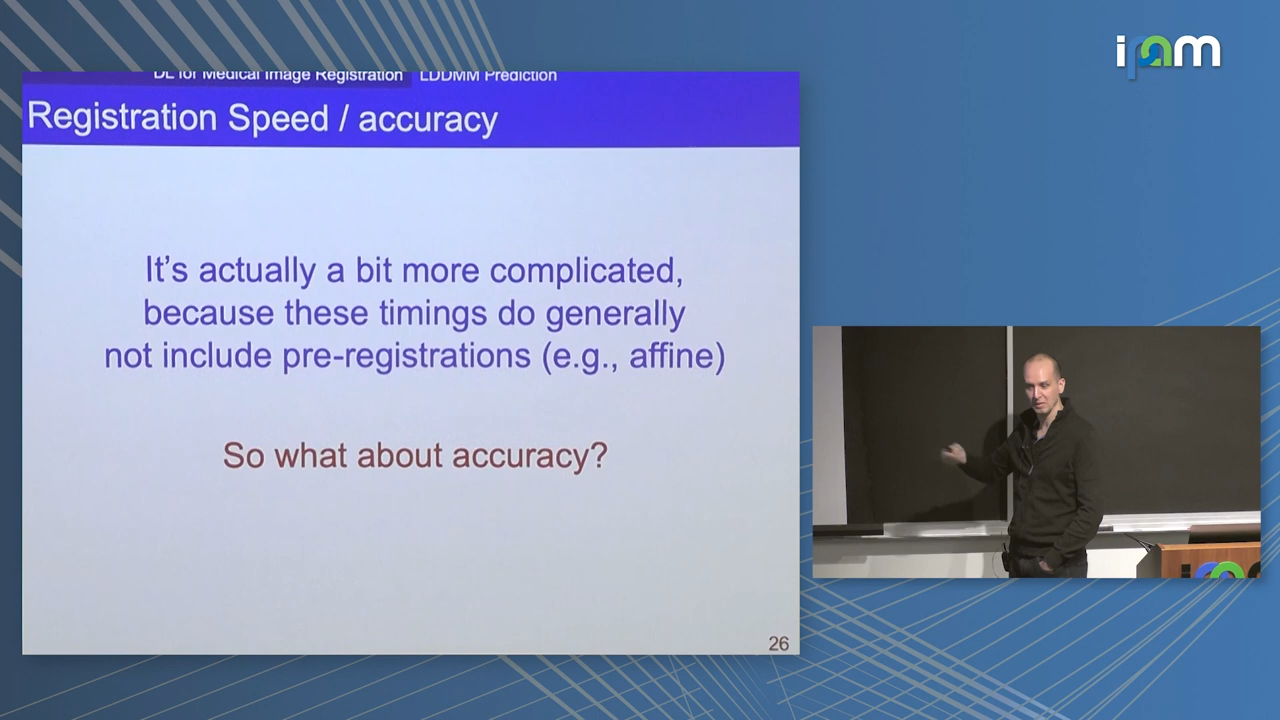 ipam
DL for Medical Image Registration LDDMM Prediction
Registration Speed / accuracy
It's actually a bit more complicated,
because these timings do generally
not include pre-registrations (e.g., affine)
So what about accuracy?
26